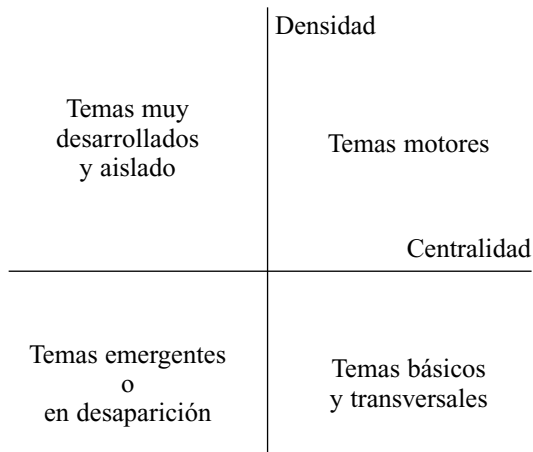 Densidad
Temas muy
desarrollados
y aislado
Temas motores
Centralidad
Temas emergentes
o
en desaparición
Temas básicos
y transversales